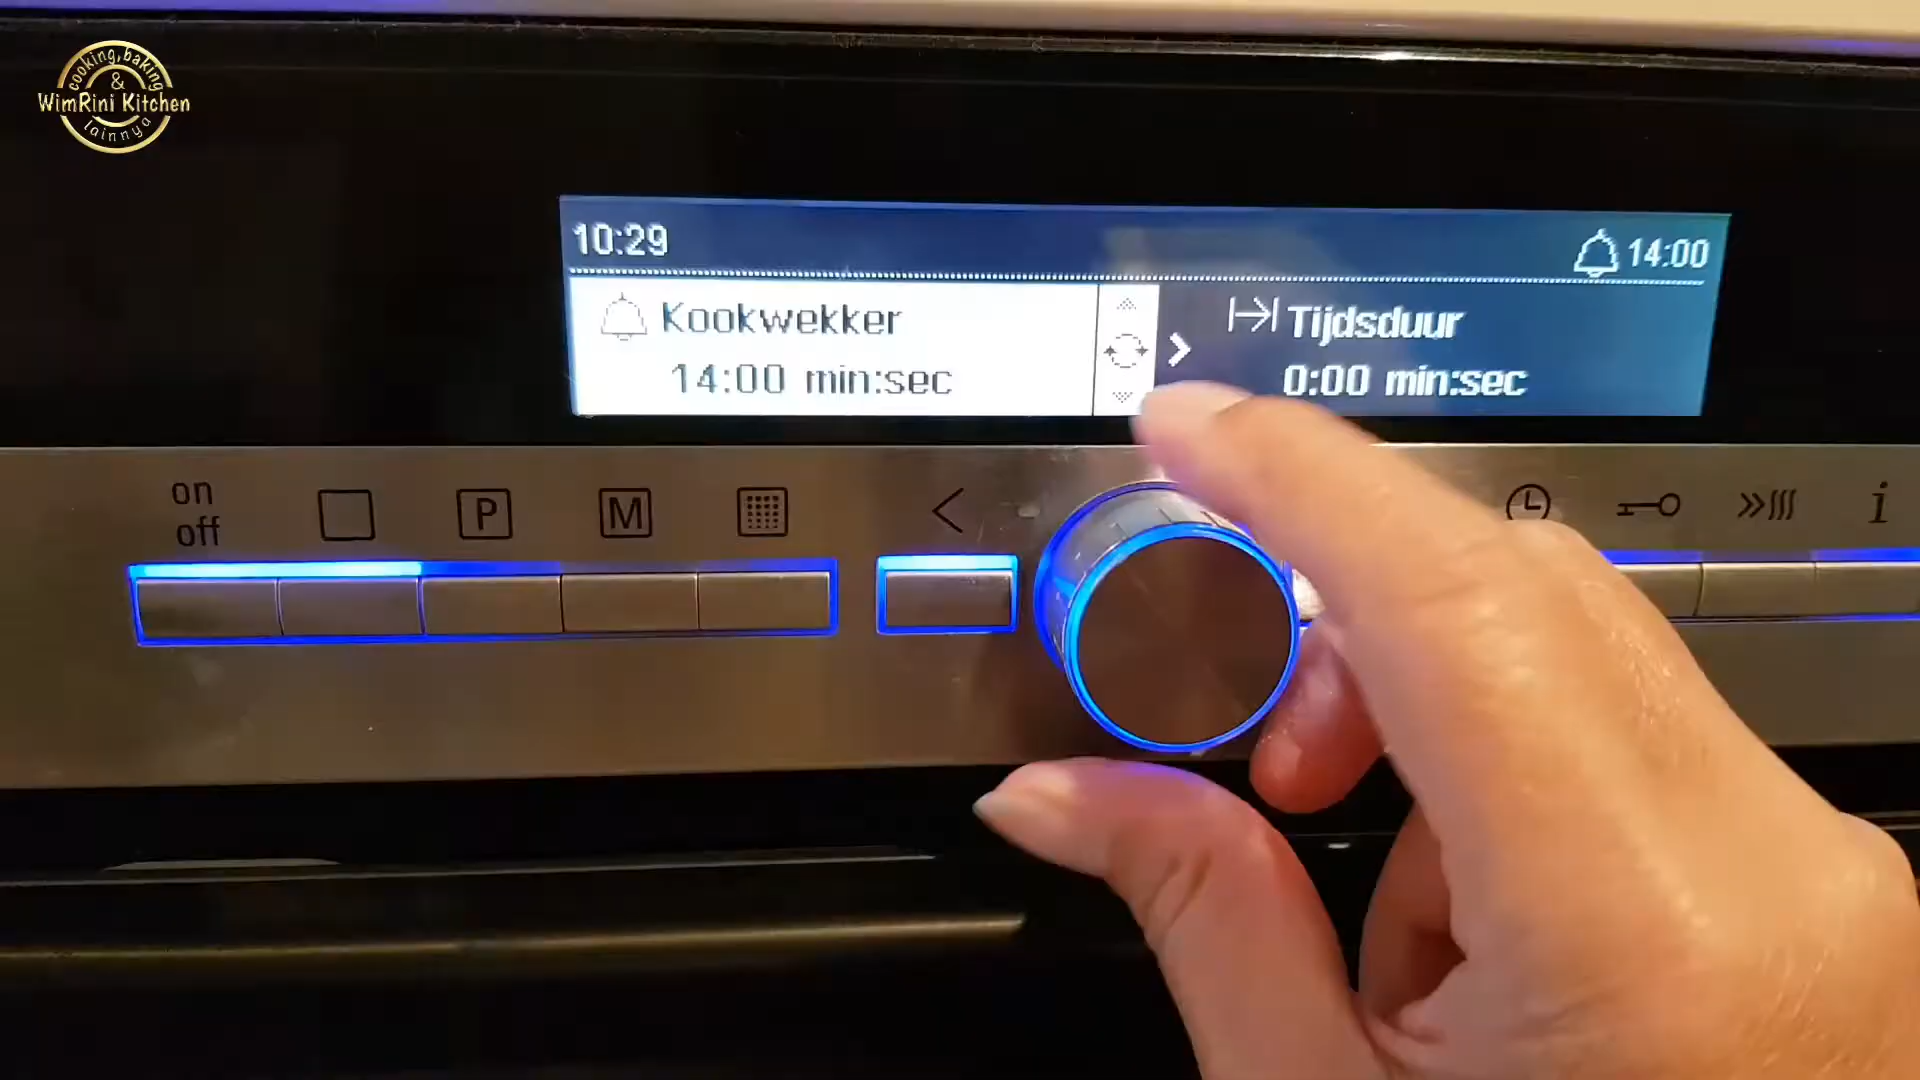 cooking, baking
&
WimRini Kitchen
lainnya
10:29
14:00
Kookwekker
14:00 min:sec
Tijdsduur
0:00 min:sec
on
off
P
M
i